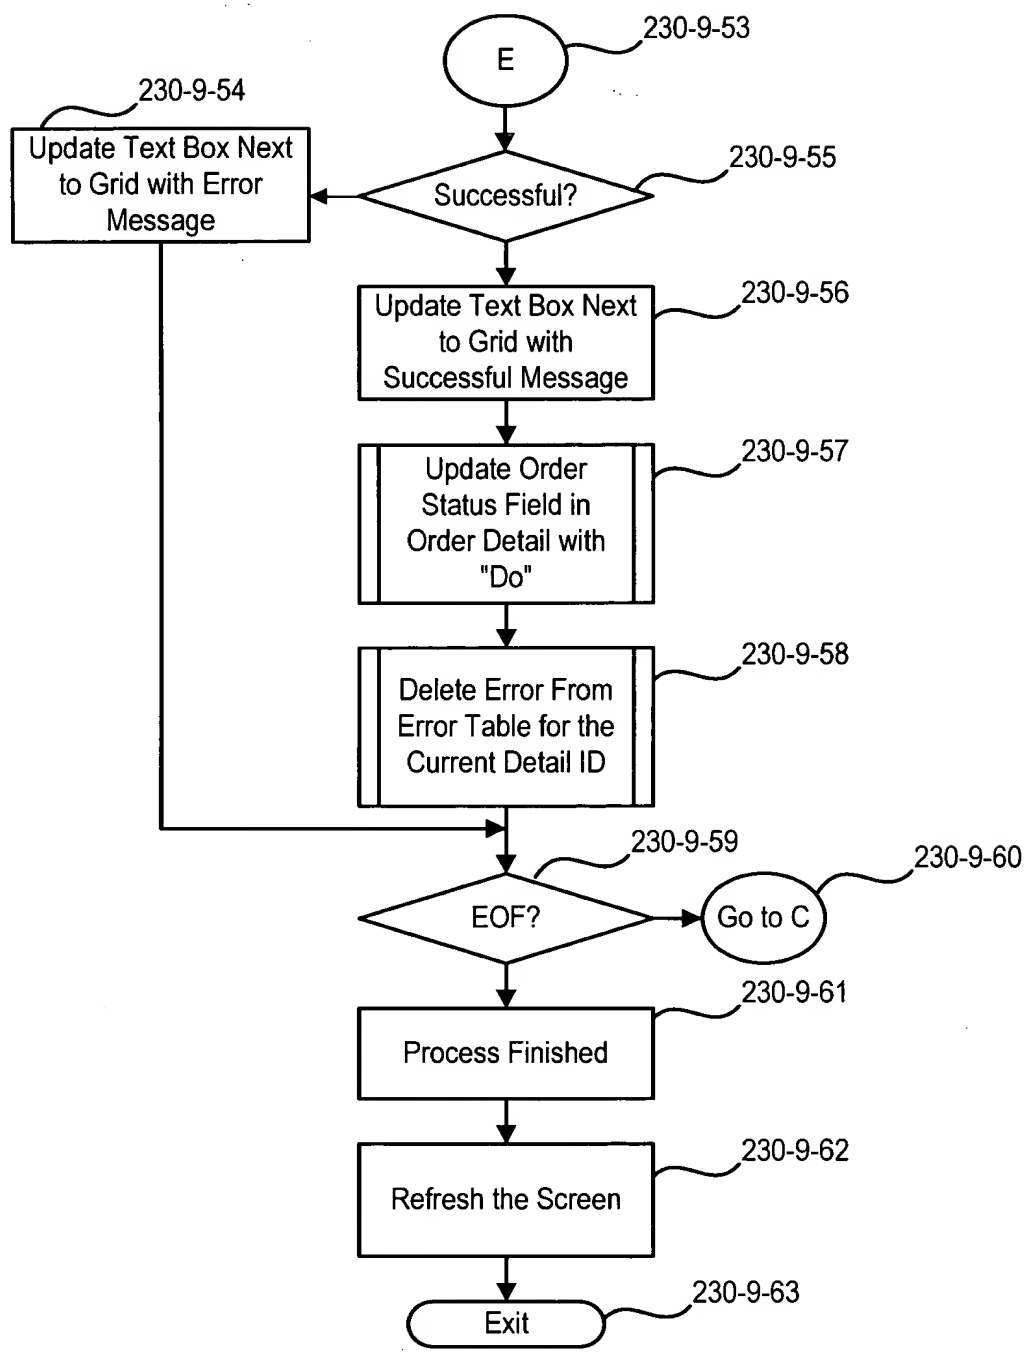 230-9-53
E
230-9-54
Update Text Box Next
to Grid with Error
Message
230-9-55
Successful?
230-9-56
Update Text Box Next
to Grid with
Successful Message
230-9-57
Update Order
Status Field in
Order Detail with
"Do"
230-9-58
Delete Error From
Error Table for the
Current Detail ID
230-9-59
EOF?
230-9-60
Go to C
230-9-61
Process Finished
230-9-62
Refresh the Screen
230-9-63
Exit